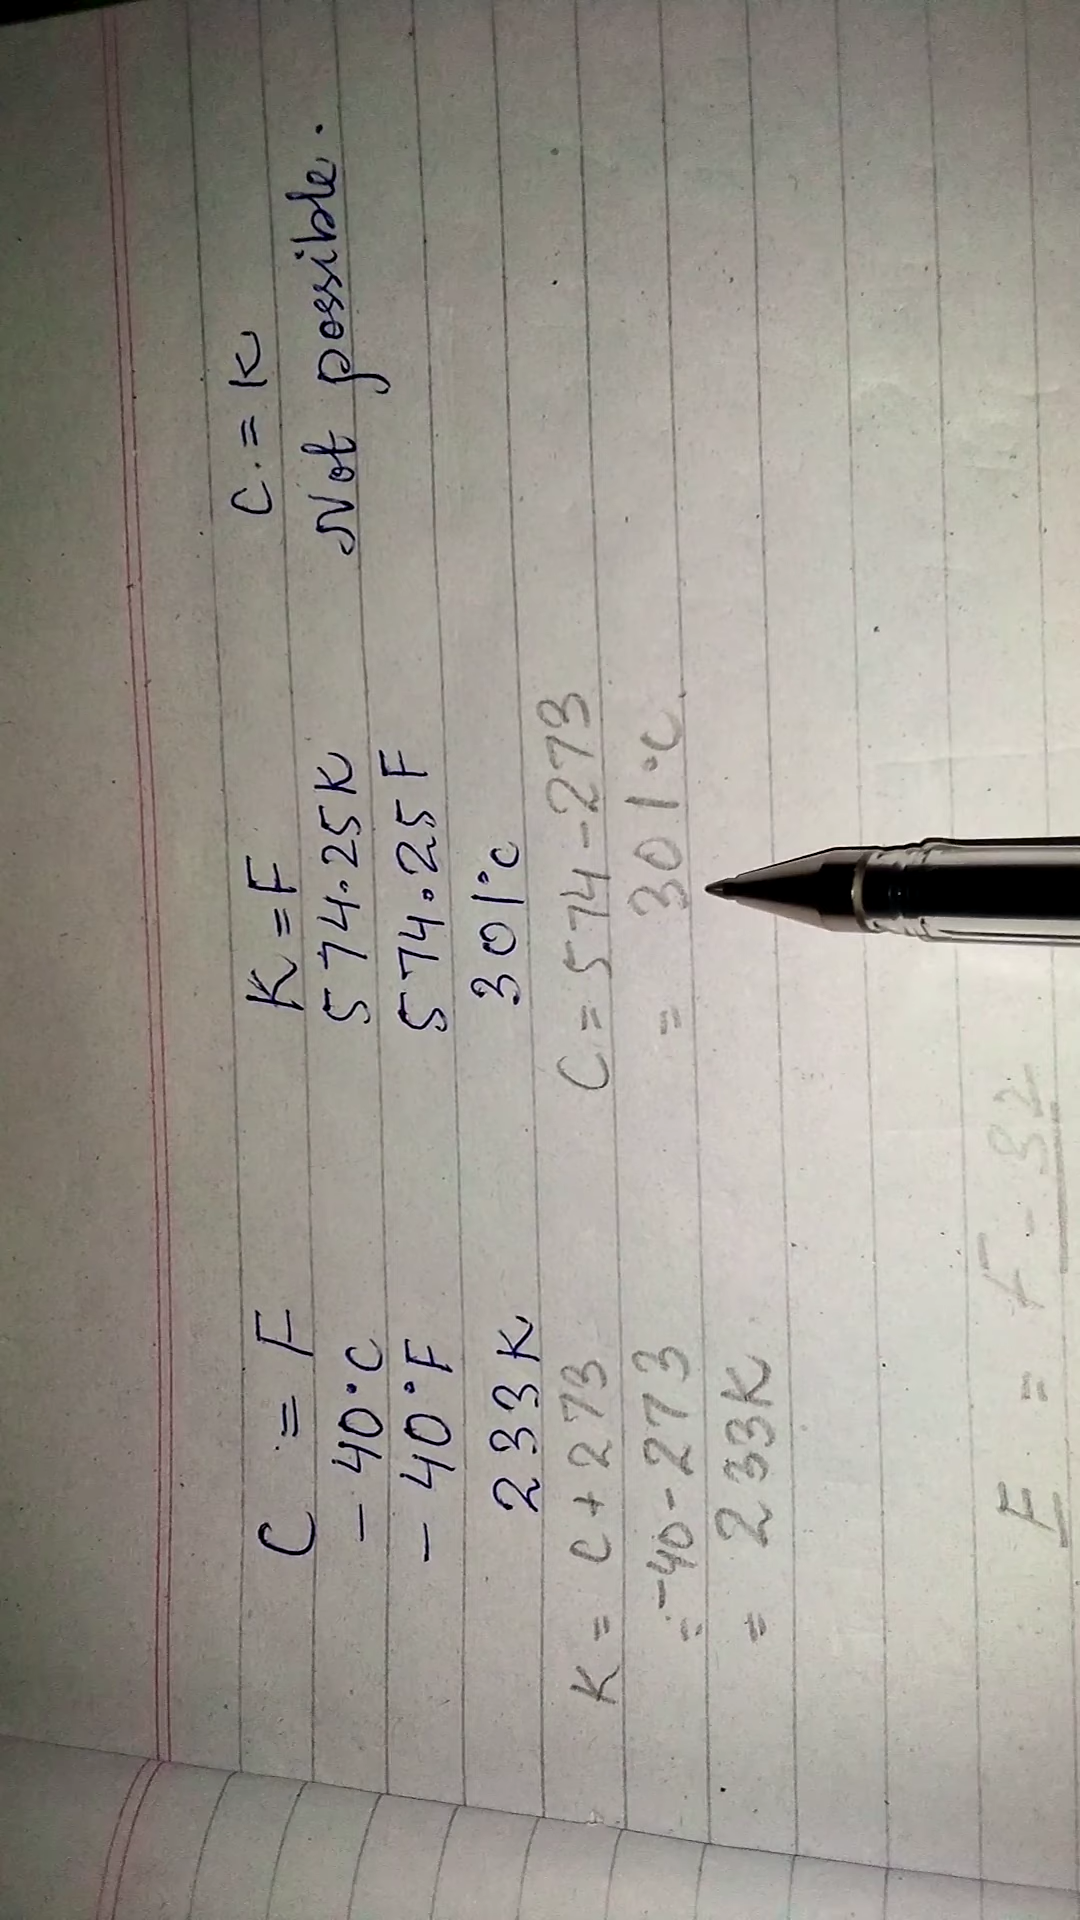 C = F
K = F
C = K
- 40°C
574.25K
Not possible.
- 40°F
574.25F
233K
301°C
K = C + 273
C = 574-273
= -40-273
= 301°C
= 233K
F = F - 32